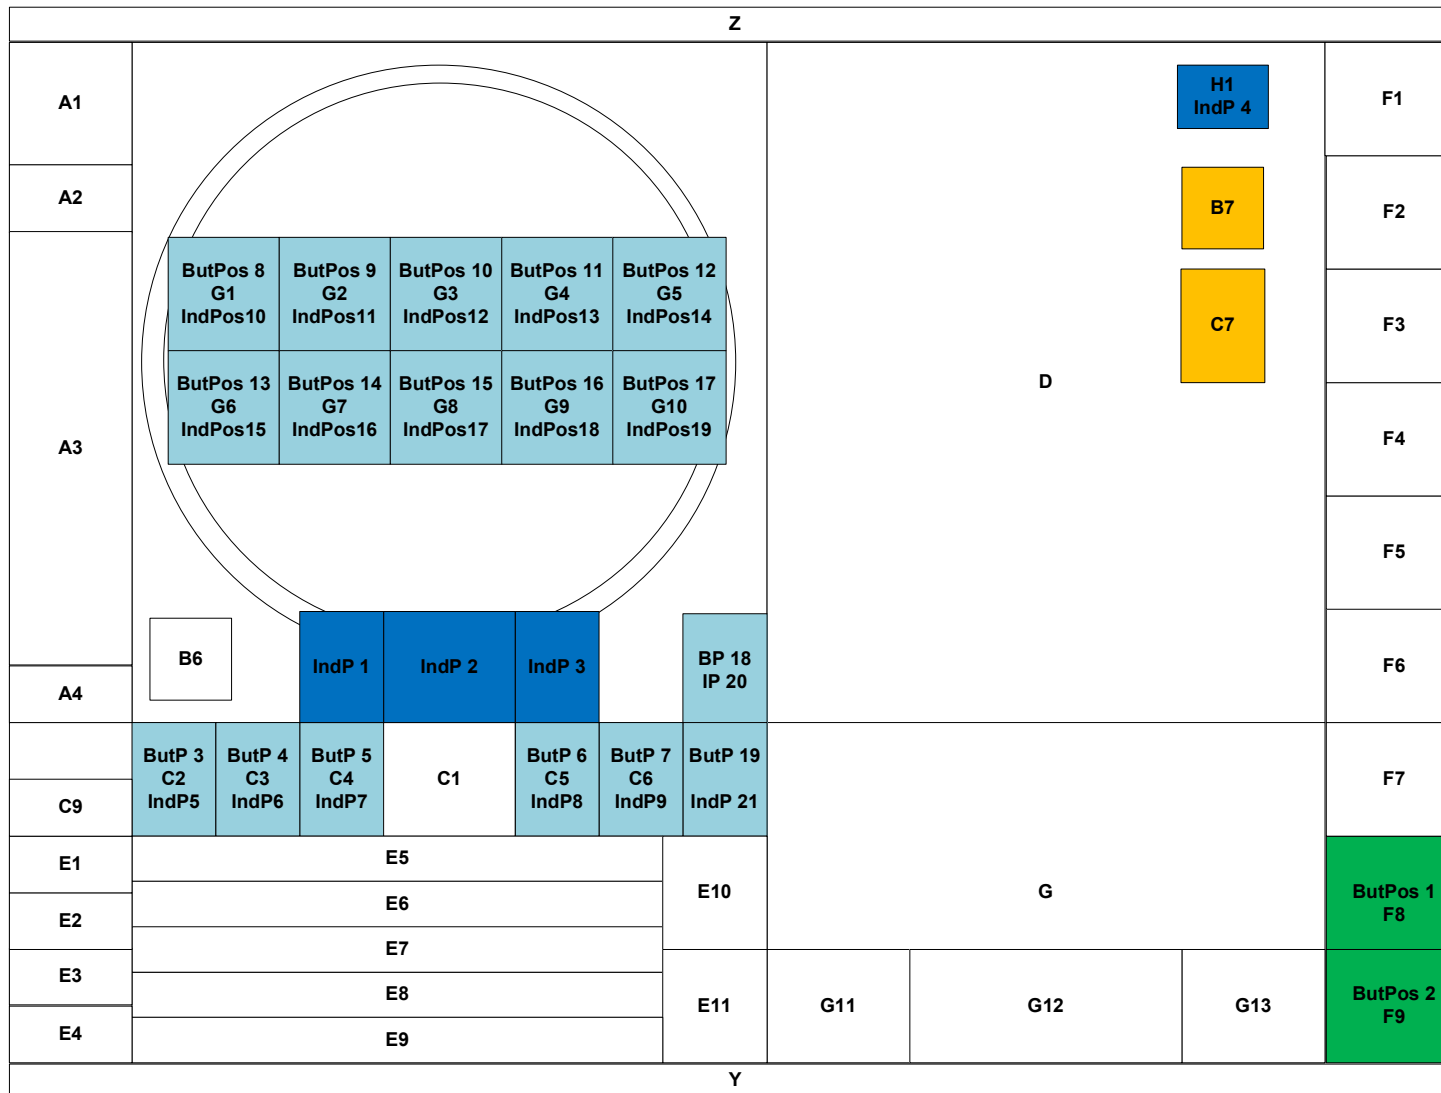 Z
A1
A2
A3
A4
C9
E1
E2
E3
E4
ButPos 8
G1
IndPos10
ButPos 9
G2
IndPos11
ButPos 10
G3
IndPos12
ButPos 11
G4
IndPos13
ButPos 12
G5
IndPos14
ButPos 13
G6
IndPos15
ButPos 14
G7
IndPos16
ButPos 15
G8
IndPos17
ButPos 16
G9
IndPos18
ButPos 17
G10
IndPos19
B6
IndP 1
IndP 2
IndP 3
BP 18
IP 20
ButP 3
C2
IndP5
ButP 4
C3
IndP6
ButP 5
C4
IndP7
C1
ButP 6
C5
IndP8
ButP 7
C6
IndP9
ButP 19
IndP 21
E5
E6
E7
E8
E9
E10
E11
H1
IndP 4
B7
C7
D
G
G11
G12
G13
F1
F2
F3
F4
F5
F6
F7
ButPos 1
F8
ButPos 2
F9
Y